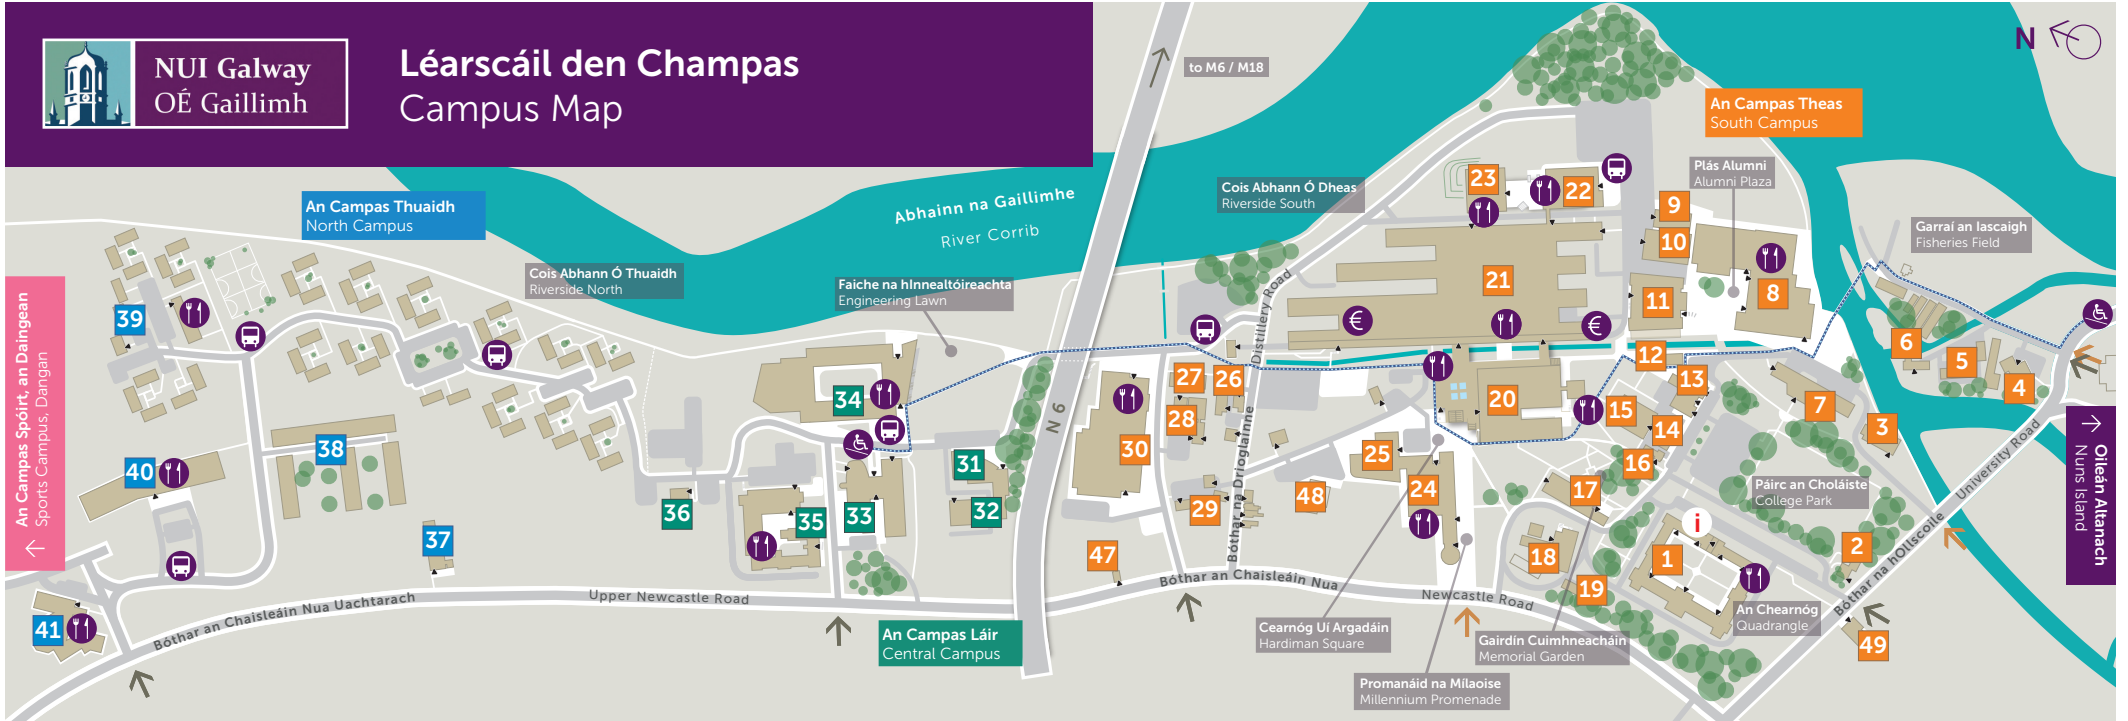 NUI Galway
OÉ Gaillimh
Léarscáil den Champas
Campus Map
to M6 / M18
N
An Campas Theas
South Campus
Plás Alumni
Alumni Plaza
Cois Abhann Ó Dheas
Riverside South
Garraí an Iascaigh
Fisheries Field
An Campas Thuaidh
North Campus
Abhainn na Gaillimhe
River Corrib
Cois Abhann Ó Thuaidh
Riverside North
Faiche na hInnealtóireachta
Engineering Lawn
An Campas Spóirt, an Daingean
Sports Campus, Dangan
Distillery Road
Bóthar na Drioglainne
N 6
23
22
9
10
21
11
8
€
€
39
12
6
5
4
13
27
26
20
7
34
15
28
14
3
38
30
25
16
31
40
24
17
48
36
32
29
35
33
i
37
47
18
1
2
19
41
49
Páirc an Choláiste
College Park
University Road
Bóthar na hOllscoile
Oileán Altanach
Nuns Island
Bóthar an Chaisleáin Nua Uachtarach
Upper Newcastle Road
Bóthar an Chaisleáin Nua
Newcastle Road
An Chearnóg
Quadrangle
An Campas Láir
Central Campus
Cearnóg Uí Argadáin
Hardiman Square
Gairdín Cuimhneacháin
Memorial Garden
Promanáid na Mílaoise
Millennium Promenade